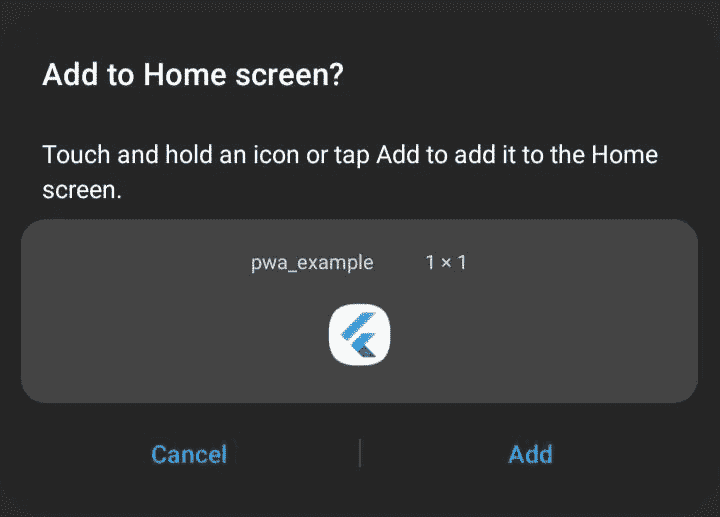 Add to Home screen?
Touch and hold an icon or tap Add to add it to the Home
screen.
pwa_example 1 × 1
Cancel Add